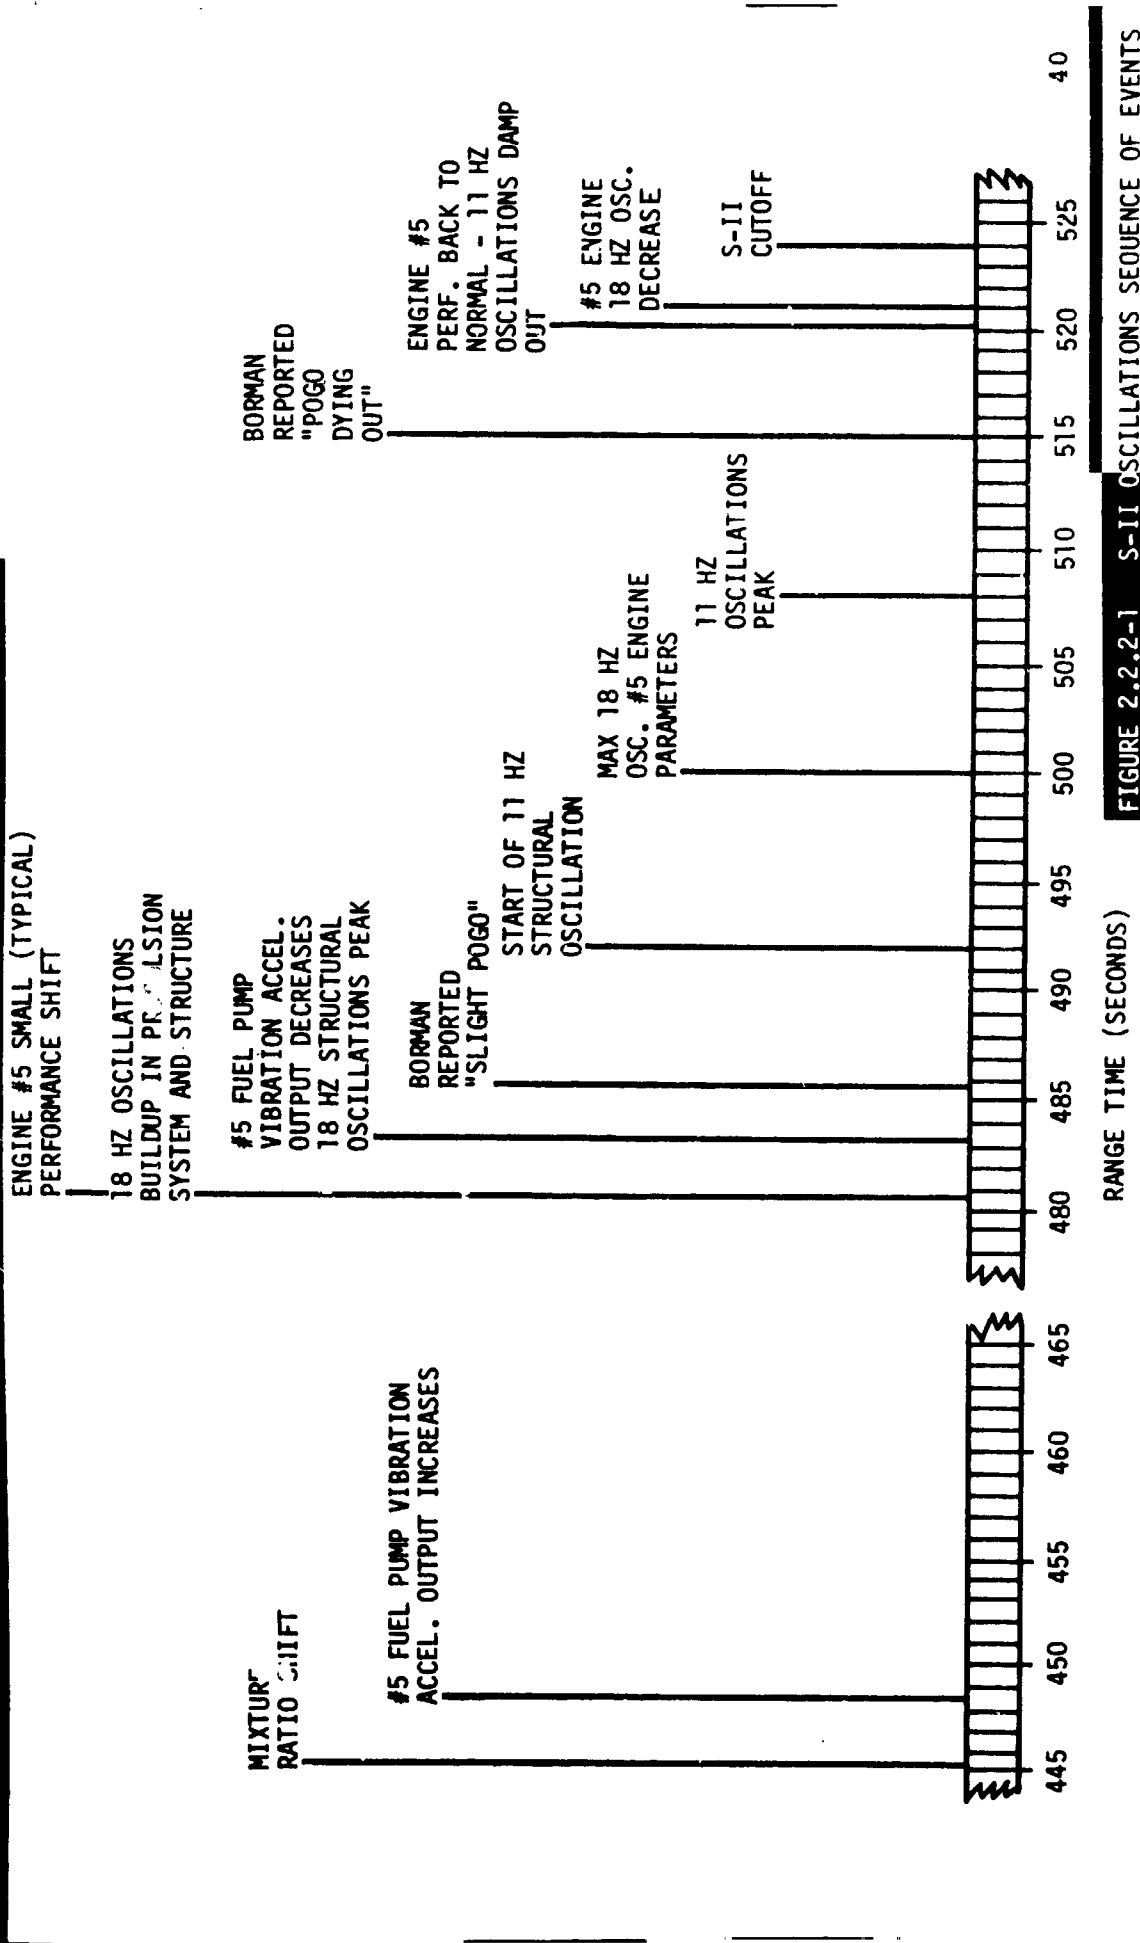 ENGINE #5 SMALL (TYPICAL)
PERFORMANCE SHIFT
18 HZ OSCILLATIONS
BUILDUP IN
SYSTEM AND STRUCTURE
MIXTUR
RATIO
#5 FUEL PUMP VIBRATION
ACCEL. OUTPUT INCREASES
#5 FUEL PUMP
VIBRATION ACCEL.
OUTPUT DECREASES
18 HZ STRUCTURAL
OSCILLATIONS PEAK
BORMAN
REPORTED
"SLIGHT POGO"
START OF 11 HZ
STRUCTURAL
OSCILLATION
MAX 18 HZ
OSC. #5 ENGINE
PARAMETERS
11 HZ
OSCILLATIONS
PEAK
BORMAN
REPORTED
"POGO
DYING
OUT"
ENGINE #5
PERF. BACK TO
NORMAL - 11 HZ
OSCILLATIONS DAMP
OUT
#5 ENGINE
18 HZ OSC.
DECREASE
S-II
CUTOFF
445 450 455 460 465 480 485 490 495 500 505 510 515 520 525
40
RANGE TIME (SECONDS)
FIGURE 2.2.2-1 S-II OSCILLATIONS SEQUENCE OF EVENTS